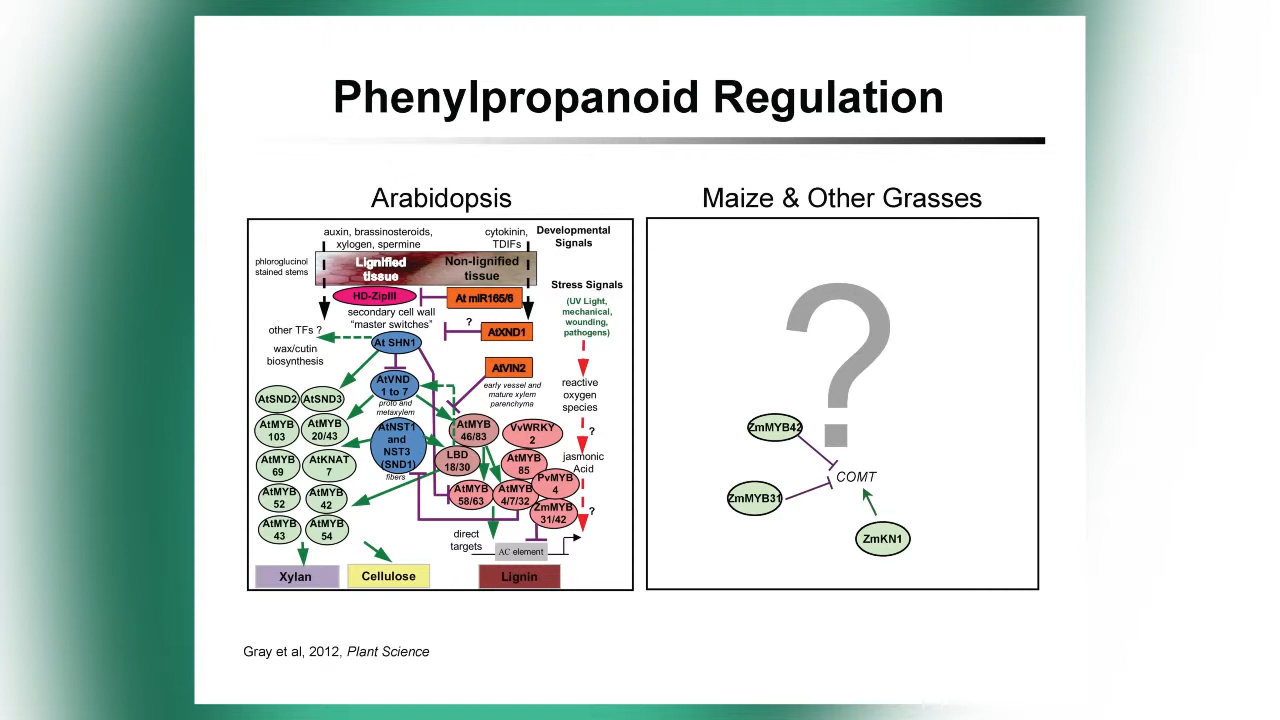 Phenylpropanoid Regulation
Arabidopsis
Maize & Other Grasses
auxin, brassinosteroids,
xylogen, spermine
cytokinin,
TDIFs
Developmental
Signals
phloroglucinol
stained stems
Lignified
tissue
Non-lignified
tissue
Stress Signals
(UV Light,
mechanical,
wounding,
pathogens)
HD-ZipIII
At miR165/6
secondary cell wall
"master switches"
?
AtXND1
other TFs ?
At SHN1
wax/cutin
biosynthesis
AtVIN2
AtVND
1 to 7
early vessel and
mature xylem
parenchyma
reactive
oxygen
species
proto and
metaxylem
AtSND2
AtSND3
AtMYB
103
AtMYB
20/43
AtNST1
and
NST3
(SND1)
fibers
AtMYB
46/83
VvWRKY
2
?
LBD
18/30
AtMYB
85
jasmonic
Acid
AtMYB
69
AtKNAT
7
PvMYB
4
AtMYB
52
AtMYB
42
AtMYB
58/63
AtMYB
4/7/32
ZmMYB
31/42
?
AtMYB
43
AtMYB
54
direct
targets
AC element
Xylan
Cellulose
Lignin
?
ZmMYB42
COMT
ZmMYB31
ZmKN1
Gray et al, 2012, Plant Science